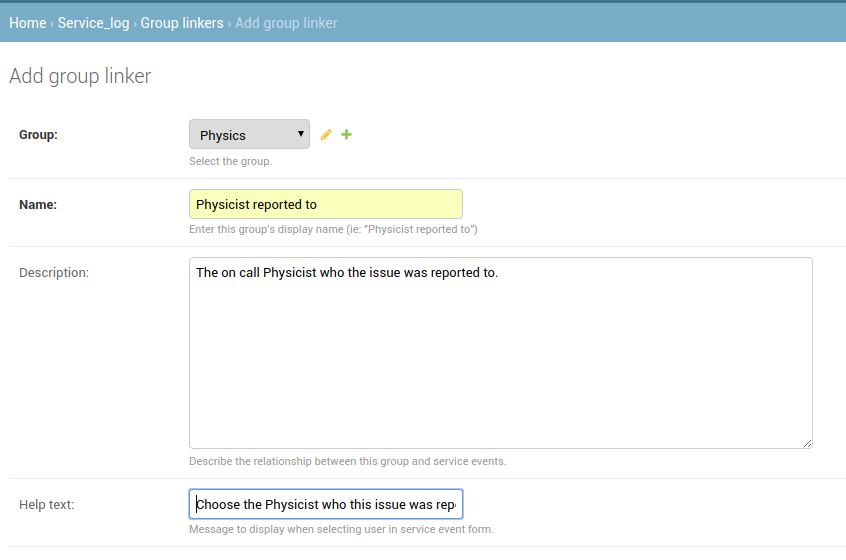 Home › Service_log › Group linkers › Add group linker
Add group linker
Group: Physics
Select the group.
Name: Physicist reported to
Enter this group's display name (ie: "Physicist reported to")
Description: The on call Physicist who the issue was reported to.
Describe the relationship between this group and service events.
Help text: Choose the Physicist who this issue was rep
Message to display when selecting user in service event form.